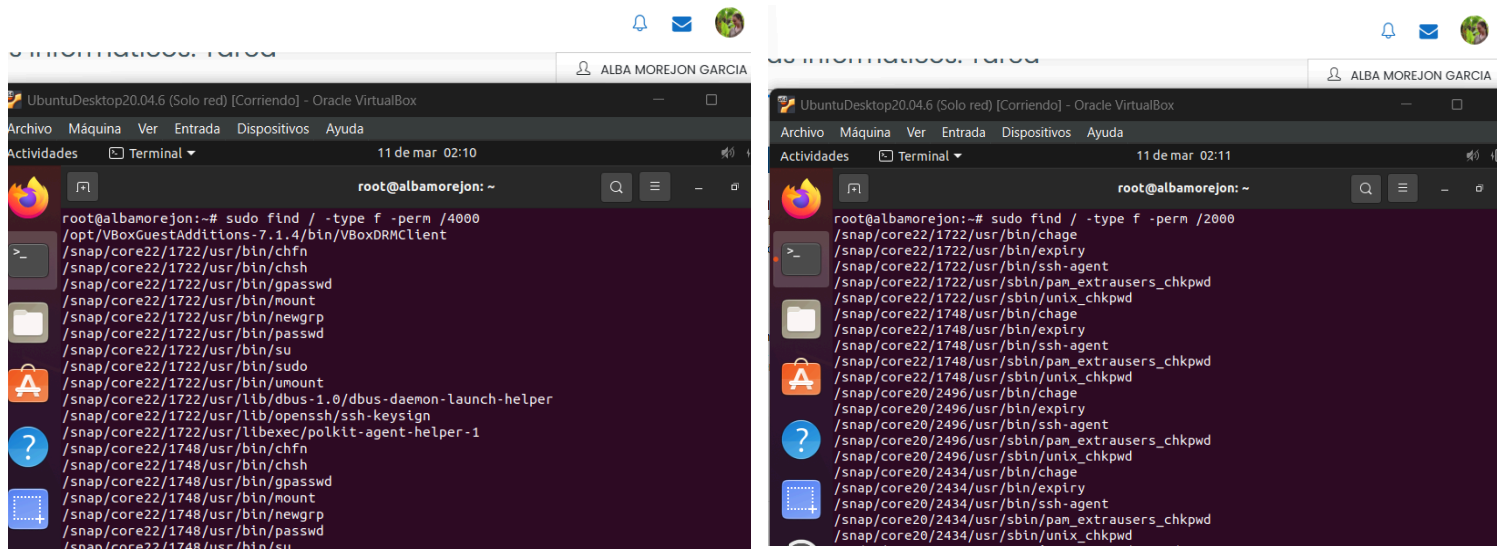 ALBA MOREJON GARCIA
UbuntuDesktop20.04.6 (Solo red) [Corriendo] - Oracle VirtualBox
Archivo Máquina Ver Entrada Dispositivos Ayuda
Actividades Terminal 11 de mar 02:10
root@albamorejon: ~
root@albamorejon:~# sudo find / -type f -perm /4000
/opt/VBoxGuestAdditions-7.1.4/bin/VBoxDRMClient
/snap/core22/1722/usr/bin/chfn
/snap/core22/1722/usr/bin/chsh
/snap/core22/1722/usr/bin/gpasswd
/snap/core22/1722/usr/bin/mount
/snap/core22/1722/usr/bin/newgrp
/snap/core22/1722/usr/bin/passwd
/snap/core22/1722/usr/bin/su
/snap/core22/1722/usr/bin/sudo
/snap/core22/1722/usr/bin/umount
/snap/core22/1722/usr/lib/dbus-1.0/dbus-daemon-launch-helper
/snap/core22/1722/usr/lib/openssh/ssh-keysign
/snap/core22/1722/usr/libexec/polkit-agent-helper-1
/snap/core22/1748/usr/bin/chfn
/snap/core22/1748/usr/bin/chsh
/snap/core22/1748/usr/bin/gpasswd
/snap/core22/1748/usr/bin/mount
/snap/core22/1748/usr/bin/newgrp
/snap/core22/1748/usr/bin/passwd
/snap/core22/1748/usr/bin/su
ALBA MOREJON GARCIA
UbuntuDesktop20.04.6 (Solo red) [Corriendo] - Oracle VirtualBox
Archivo Máquina Ver Entrada Dispositivos Ayuda
Actividades Terminal 11 de mar 02:11
root@albamorejon: ~
root@albamorejon:~# sudo find / -type f -perm /2000
/snap/core22/1722/usr/bin/chage
/snap/core22/1722/usr/bin/expiry
/snap/core22/1722/usr/bin/ssh-agent
/snap/core22/1722/usr/sbin/pam_extrausers_chkpwd
/snap/core22/1722/usr/sbin/unix_chkpwd
/snap/core22/1748/usr/bin/chage
/snap/core22/1748/usr/bin/expiry
/snap/core22/1748/usr/bin/ssh-agent
/snap/core22/1748/usr/sbin/pam_extrausers_chkpwd
/snap/core22/1748/usr/sbin/unix_chkpwd
/snap/core20/2496/usr/bin/chage
/snap/core20/2496/usr/bin/expiry
/snap/core20/2496/usr/bin/ssh-agent
/snap/core20/2496/usr/sbin/pam_extrausers_chkpwd
/snap/core20/2496/usr/sbin/unix_chkpwd
/snap/core20/2434/usr/bin/chage
/snap/core20/2434/usr/bin/expiry
/snap/core20/2434/usr/bin/ssh-agent
/snap/core20/2434/usr/sbin/pam_extrausers_chkpwd
/snap/core20/2434/usr/sbin/unix_chkpwd